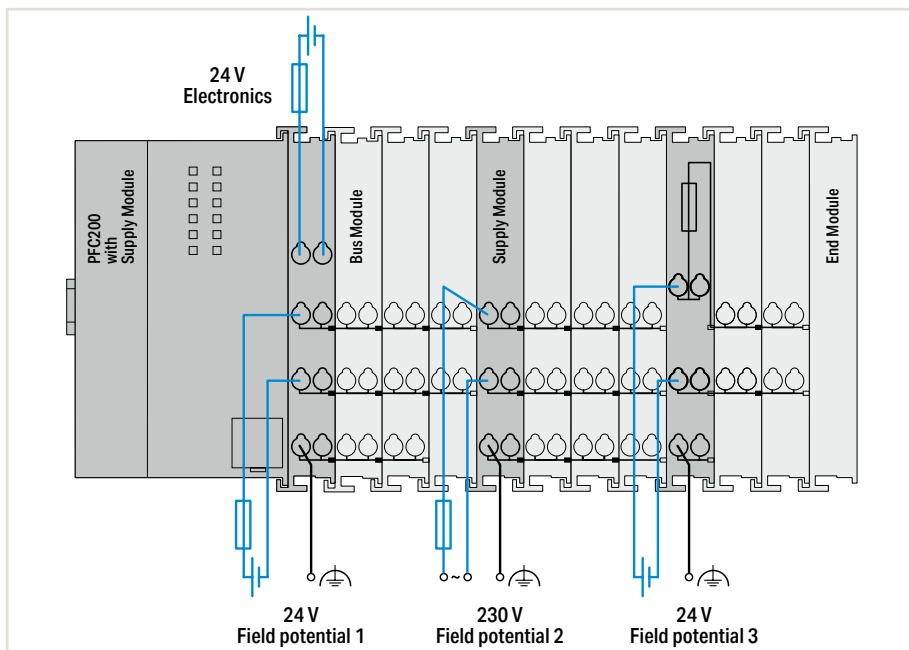 24 V
Electronics
PFC200
with
Supply Module
Bus Module
Supply Module
End Module
~
24 V
Field potential 1
230 V
Field potential 2
24 V
Field potential 3